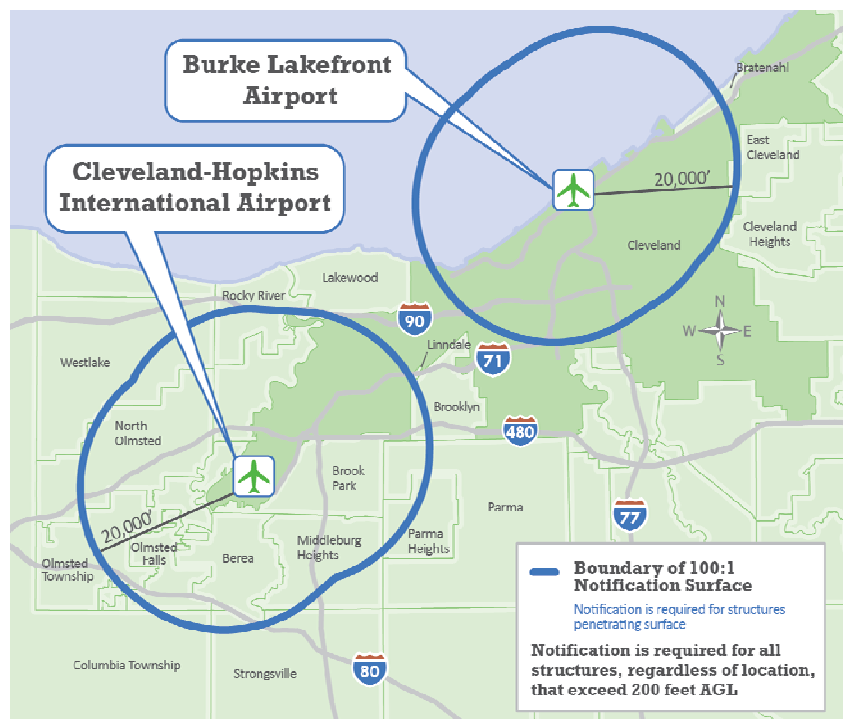 Burke Lakefront
Airport
Bratenahl
Cleveland-Hopkins
International Airport
East
Cleveland
20,000'
Cleveland
Heights
Cleveland
Lakewood
Rocky River
N
W
E
S
90
Linndale
71
Westlake
Brooklyn
North
Olmsted
480
Brook
Park
Parma
77
20,000'
Olmsted
Falls
Middleburg
Heights
Parma
Heights
Berea
Olmsted
Township
Boundary of 100:1
Notification Surface
Notification is required for structures
penetrating surface
Notification is required for all
structures, regardless of location,
that exceed 200 feet AGL
Columbia Township
Strongsville
80